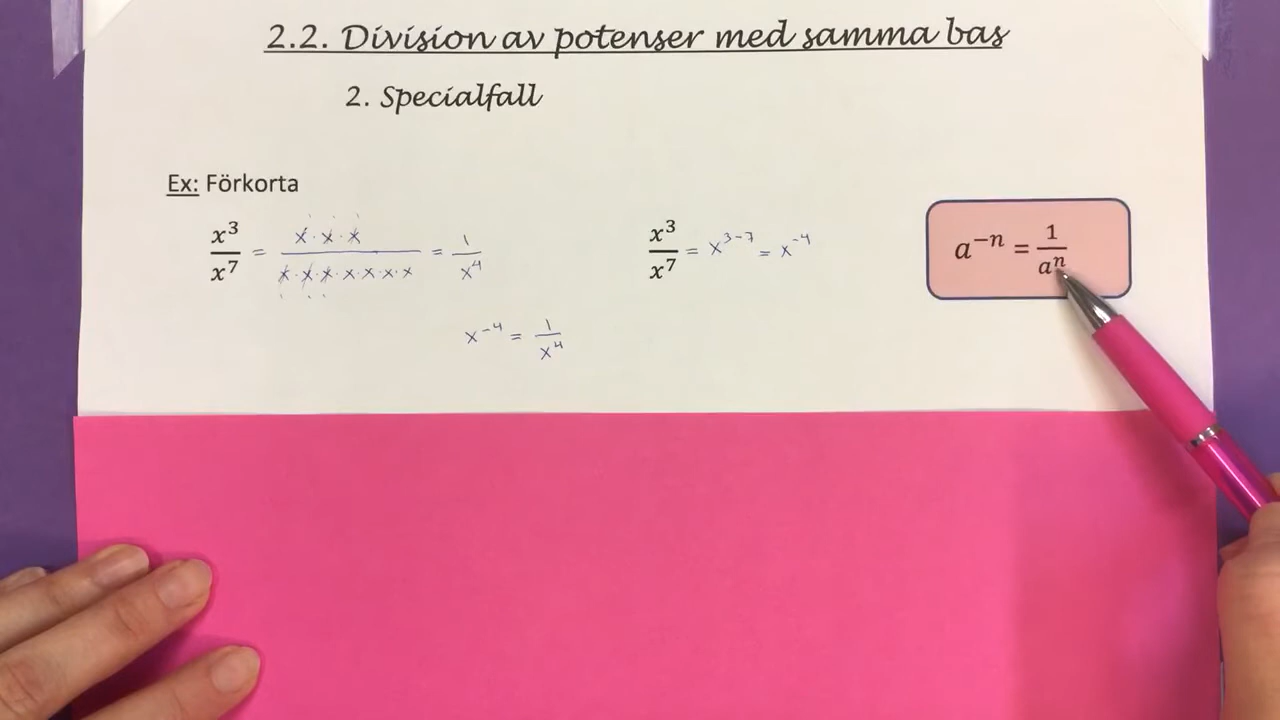 2.2. Division av potenser med samma bas
2. Specialfall
Ex: Förkorta
x³/x⁷ = x·x·x / x·x·x·x·x·x·x = 1/x⁴
x³/x⁷ = x³⁻⁷ = x⁻⁴
a⁻ⁿ = 1/aⁿ
x⁻⁴ = 1/x⁴